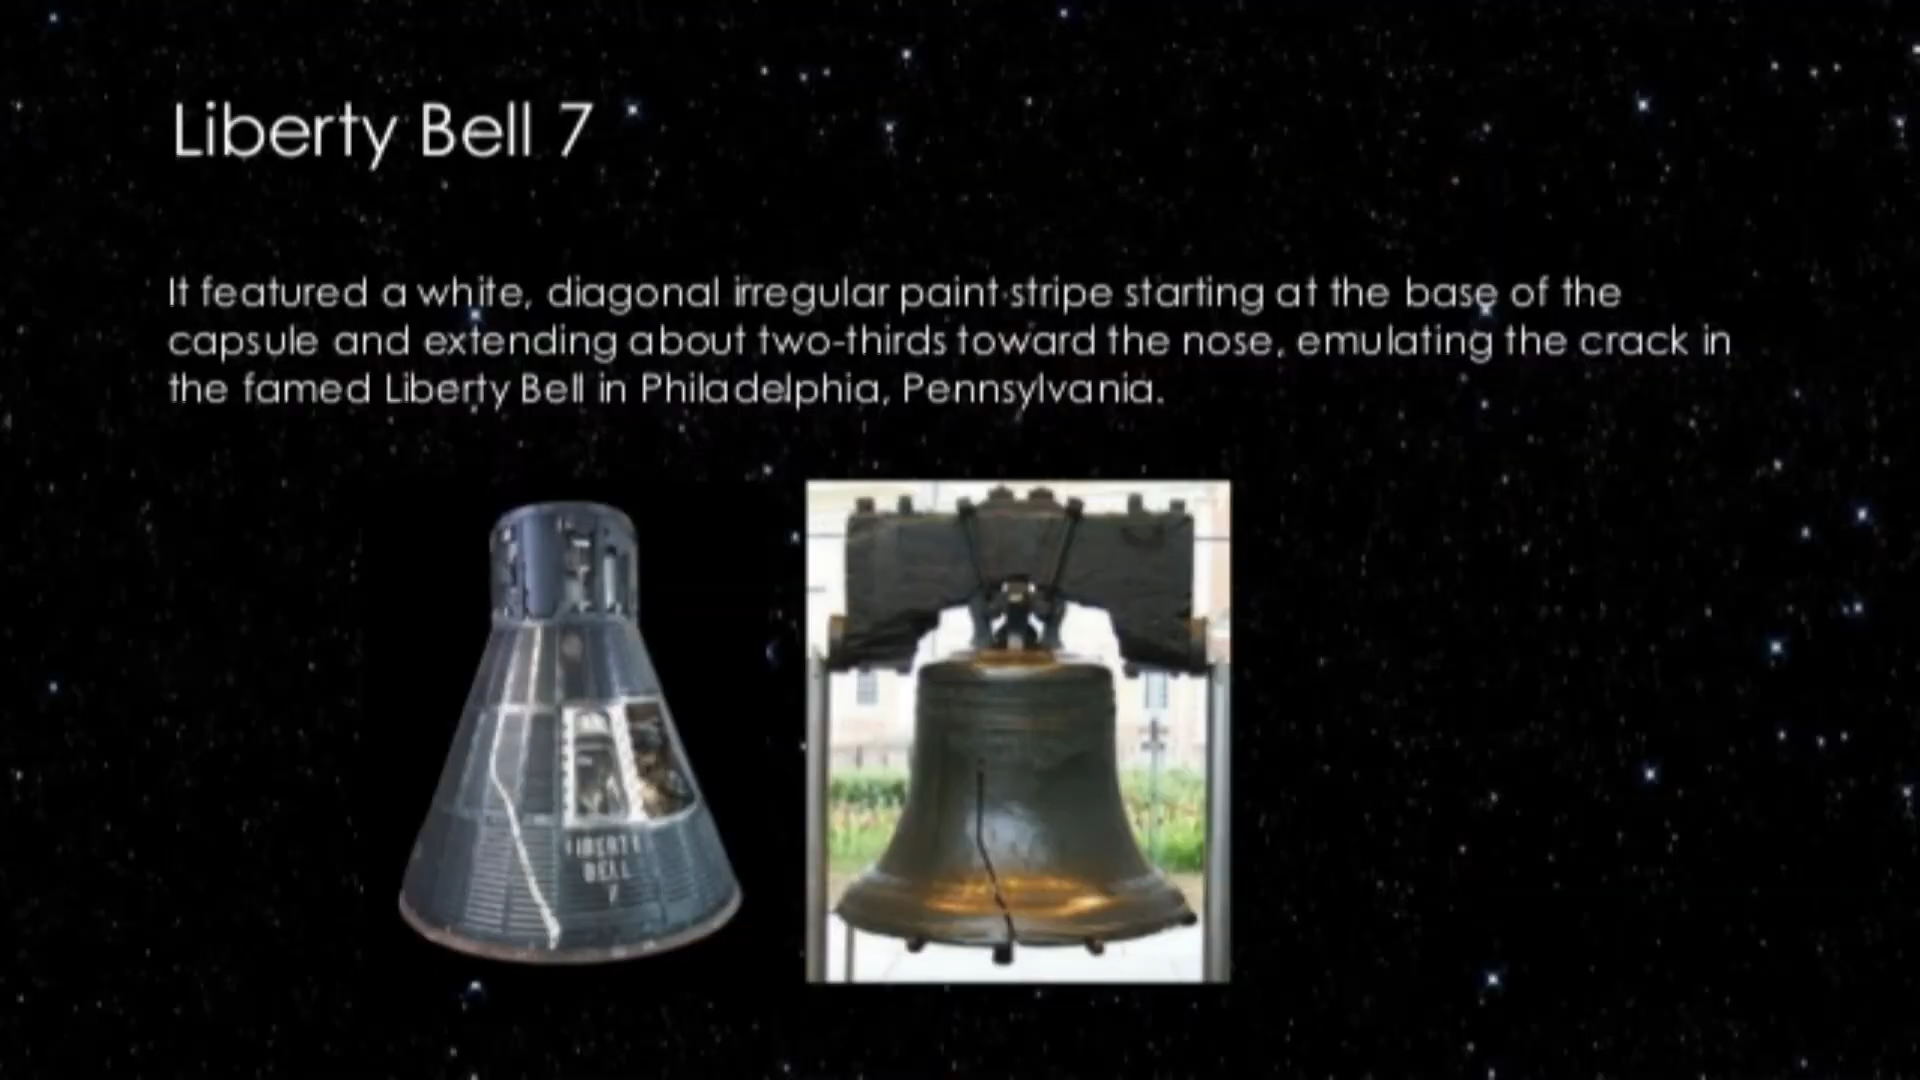 Liberty Bell 7
It featured a white, diagonal irregular paint stripe starting at the base of the
capsule and extending about two-thirds toward the nose, emulating the crack in
the famed Liberty Bell in Philadelphia, Pennsylvania.
LIBERTY
BELL
7